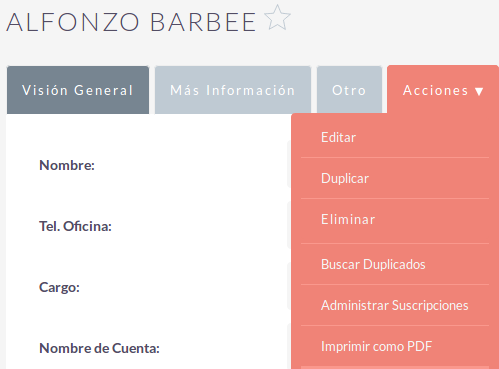 ALFONZO BARBEE
Visión General
Más Información
Otro
Acciones ▼
Editar
Nombre:
Duplicar
Eliminar
Tel. Oficina:
Buscar Duplicados
Cargo:
Administrar Suscripciones
Imprimir como PDF
Nombre de Cuenta: